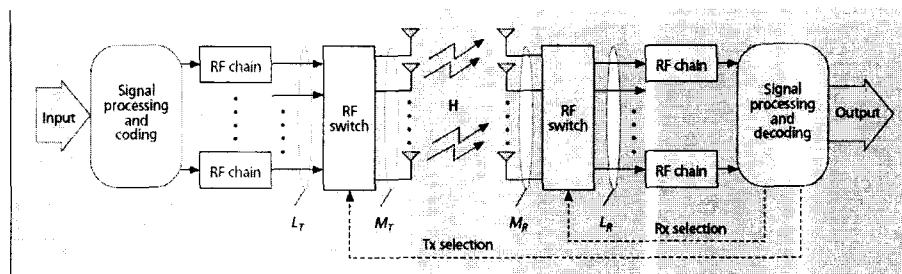 Input
Signal
processing
and
coding
RF chain
RF chain
RF
switch
H
RF
switch
RF chain
RF chain
Signal
processing
and
decoding
Output
L_T
M_T
M_R
L_R
Tx selection
Rx selection